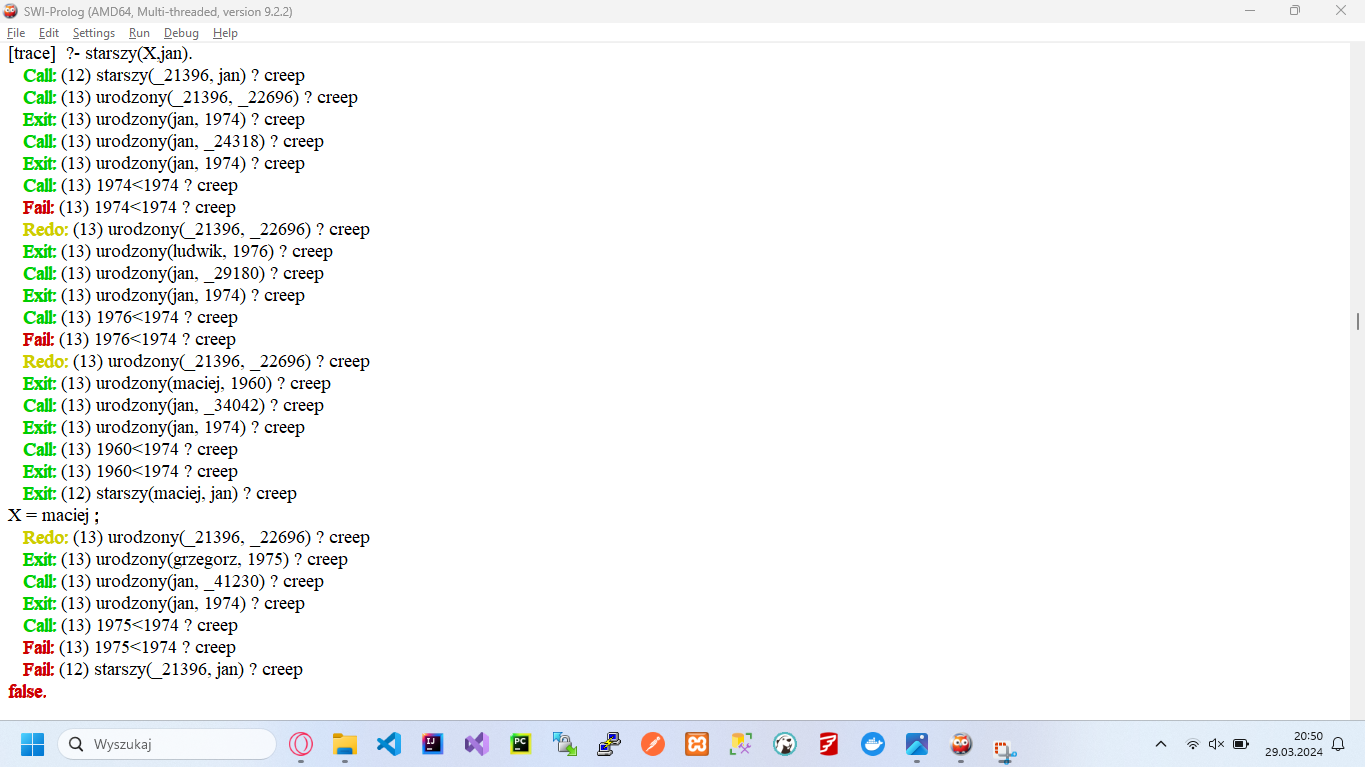 SWI-Prolog (AMD64, Multi-threaded, version 9.2.2)
File Edit Settings Run Debug Help
[trace]  ?- starszy(X,jan).
Call: (12) starszy(_21396, jan) ? creep
Call: (13) urodzony(_21396, _22696) ? creep
Exit: (13) urodzony(jan, 1974) ? creep
Call: (13) urodzony(jan, _24318) ? creep
Exit: (13) urodzony(jan, 1974) ? creep
Call: (13) 1974<1974 ? creep
Fail: (13) 1974<1974 ? creep
Redo: (13) urodzony(_21396, _22696) ? creep
Exit: (13) urodzony(ludwik, 1976) ? creep
Call: (13) urodzony(jan, _29180) ? creep
Exit: (13) urodzony(jan, 1974) ? creep
Call: (13) 1976<1974 ? creep
Fail: (13) 1976<1974 ? creep
Redo: (13) urodzony(_21396, _22696) ? creep
Exit: (13) urodzony(maciej, 1960) ? creep
Call: (13) urodzony(jan, _34042) ? creep
Exit: (13) urodzony(jan, 1974) ? creep
Call: (13) 1960<1974 ? creep
Exit: (13) 1960<1974 ? creep
Exit: (12) starszy(maciej, jan) ? creep
X = maciej ;
Redo: (13) urodzony(_21396, _22696) ? creep
Exit: (13) urodzony(grzegorz, 1975) ? creep
Call: (13) urodzony(jan, _41230) ? creep
Exit: (13) urodzony(jan, 1974) ? creep
Call: (13) 1975<1974 ? creep
Fail: (13) 1975<1974 ? creep
Fail: (12) starszy(_21396, jan) ? creep
false.
Wyszukaj
IJ
PC
20:50
29.03.2024